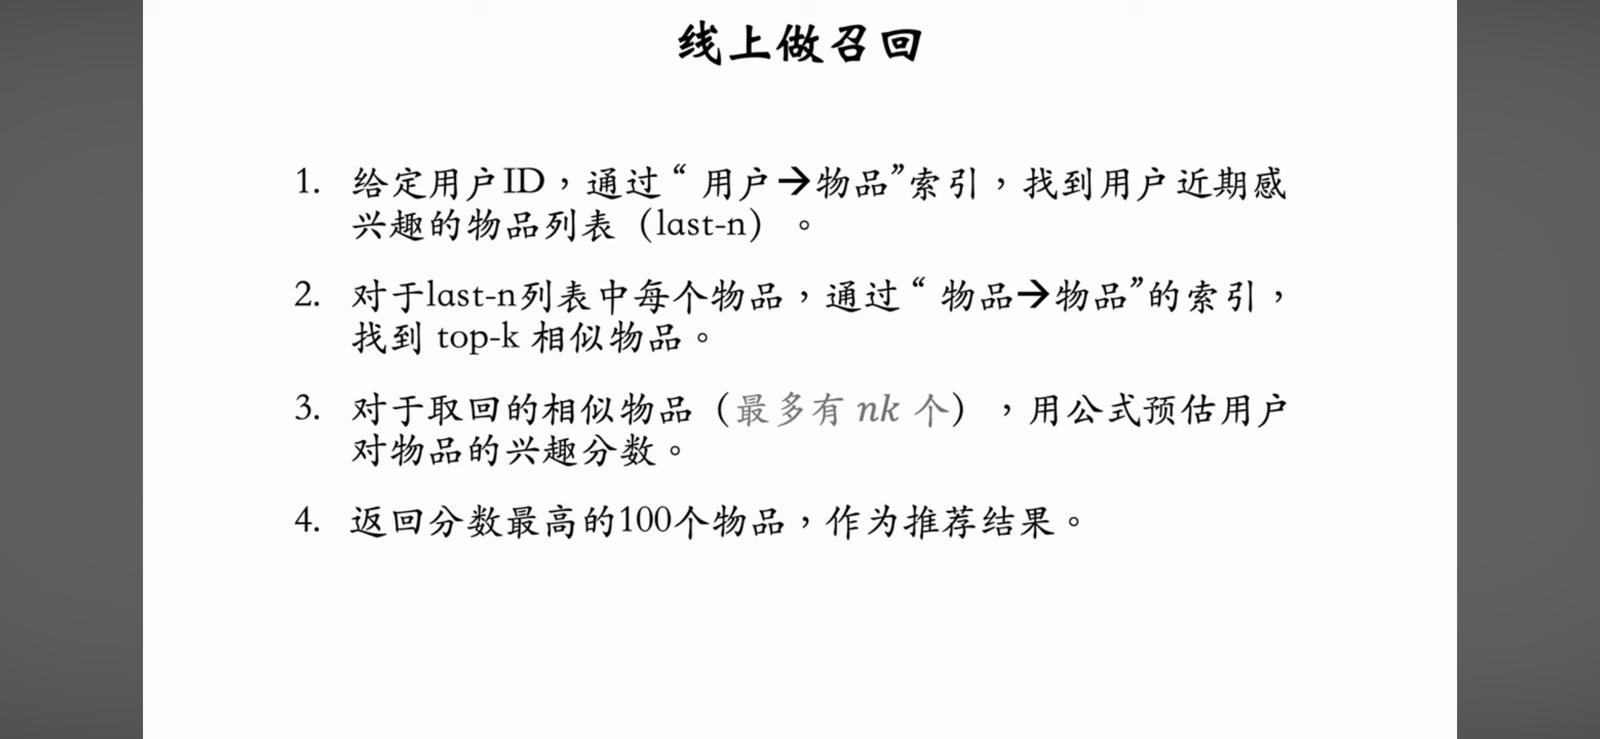 线上做召回
1. 给定用户ID，通过“ 用户→物品”索引，找到用户近期感
兴趣的物品列表（last-n）。
2. 对于last-n列表中每个物品，通过“ 物品→物品”的索引，
找到 top-k 相似物品。
3. 对于取回的相似物品（最多有 nk 个），用公式预估用户
对物品的兴趣分数。
4. 返回分数最高的100个物品，作为推荐结果。